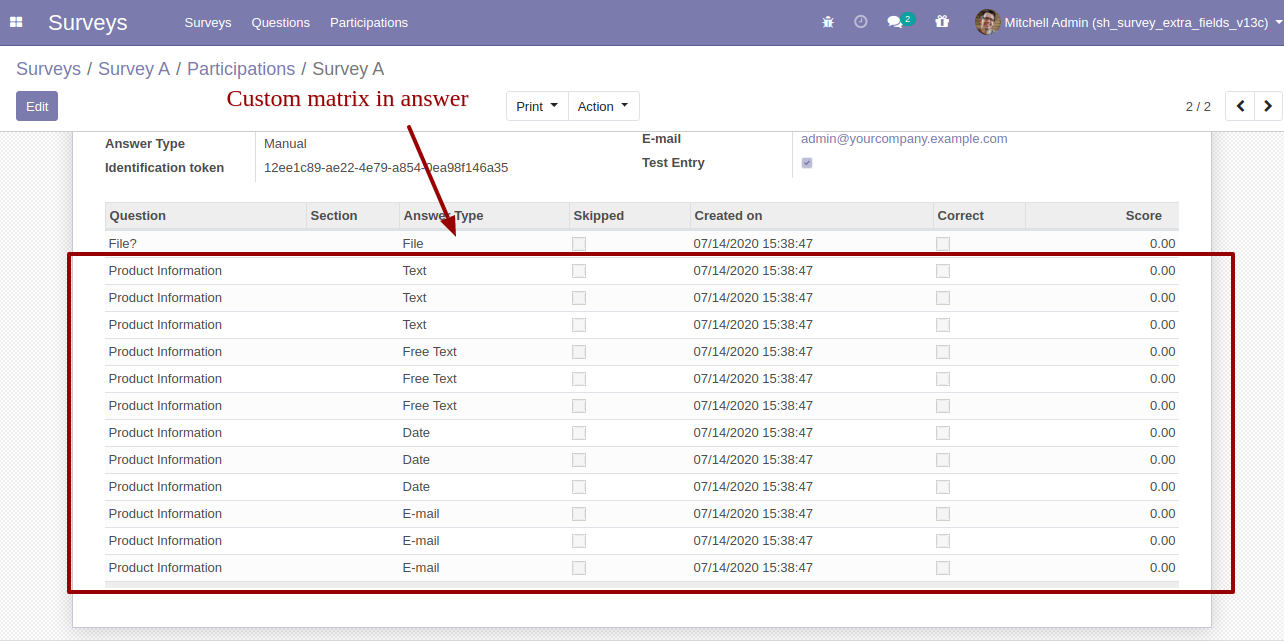 Surveys Surveys Questions Participations 2 Mitchell Admin (sh_survey_extra_fields_v13c)
Surveys / Survey A / Participations / Survey A
Edit Custom matrix in answer Print Action 2 / 2
Answer Type Manual E-mail admin@yourcompany.example.com
Identification token 12ee1c89-ae22-4e79-a854-0ea98f146a35 Test Entry
Question Section Answer Type Skipped Created on Correct Score
File? File 07/14/2020 15:38:47 0.00
Product Information Text 07/14/2020 15:38:47 0.00
Product Information Text 07/14/2020 15:38:47 0.00
Product Information Text 07/14/2020 15:38:47 0.00
Product Information Free Text 07/14/2020 15:38:47 0.00
Product Information Free Text 07/14/2020 15:38:47 0.00
Product Information Free Text 07/14/2020 15:38:47 0.00
Product Information Date 07/14/2020 15:38:47 0.00
Product Information Date 07/14/2020 15:38:47 0.00
Product Information Date 07/14/2020 15:38:47 0.00
Product Information E-mail 07/14/2020 15:38:47 0.00
Product Information E-mail 07/14/2020 15:38:47 0.00
Product Information E-mail 07/14/2020 15:38:47 0.00